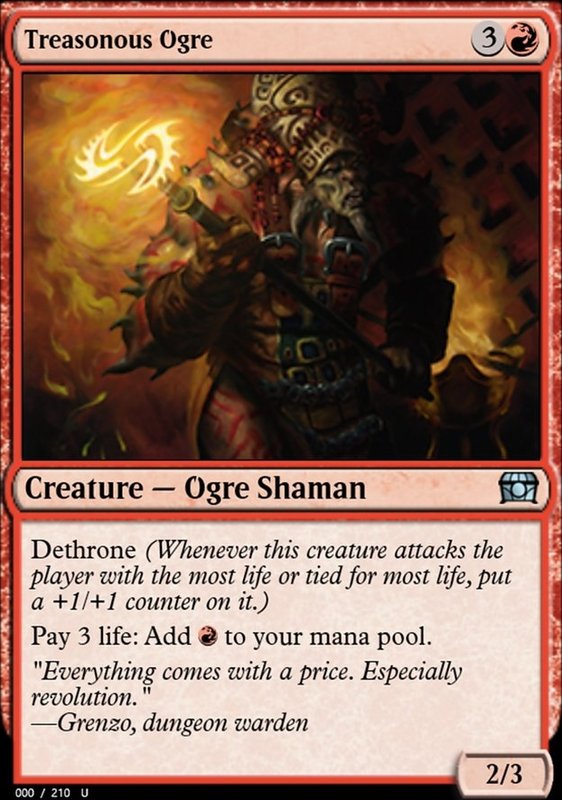 Treasonous Ogre
3
Creature — Ogre Shaman
Dethrone (Whenever this creature attacks the
player with the most life or tied for most life, put
a +1/+1 counter on it.)
Pay 3 life: Add to your mana pool.
"Everything comes with a price. Especially
revolution."
—Grenzo, dungeon warden
2/3
000 / 210 U